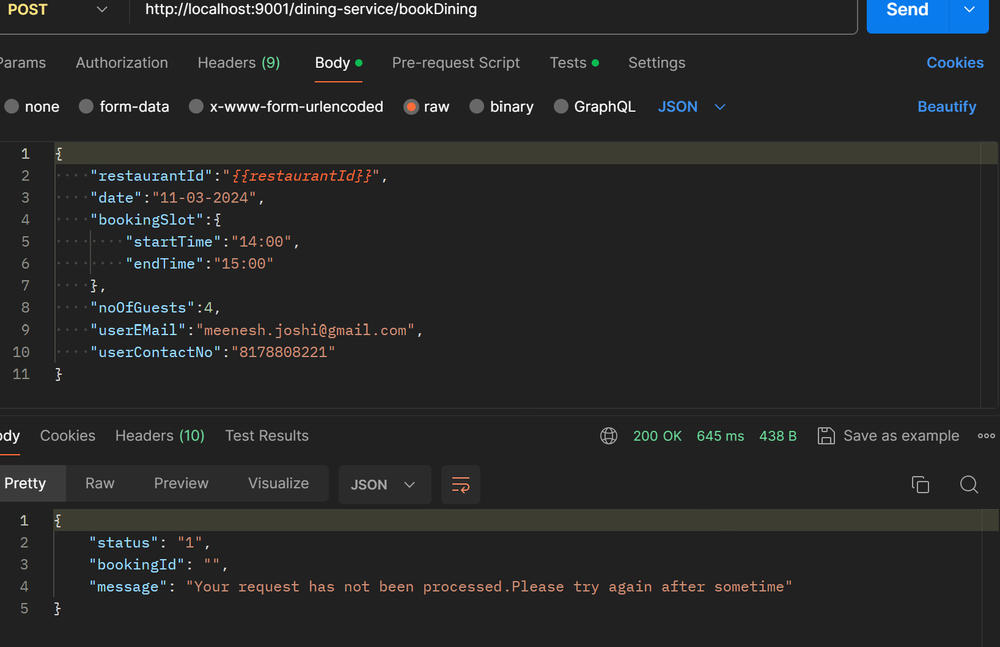 POST http://localhost:9001/dining-service/bookDining Send
Params Authorization Headers (9) Body Pre-request Script Tests Settings Cookies
none form-data x-www-form-urlencoded raw binary GraphQL JSON Beautify
1 {
2 "restaurantId":"{{restaurantId}}",
3 "date":"11-03-2024",
4 "bookingSlot":{
5 "startTime":"14:00",
6 "endTime":"15:00"
7 },
8 "noOfGuests":4,
9 "userEMail":"meenesh.joshi@gmail.com",
10 "userContactNo":"8178808221"
11 }
ody Cookies Headers (10) Test Results 200 OK 645 ms 438 B Save as example
Pretty Raw Preview Visualize JSON
1 {
2 "status": "1",
3 "bookingId": "",
4 "message": "Your request has not been processed.Please try again after sometime"
5 }